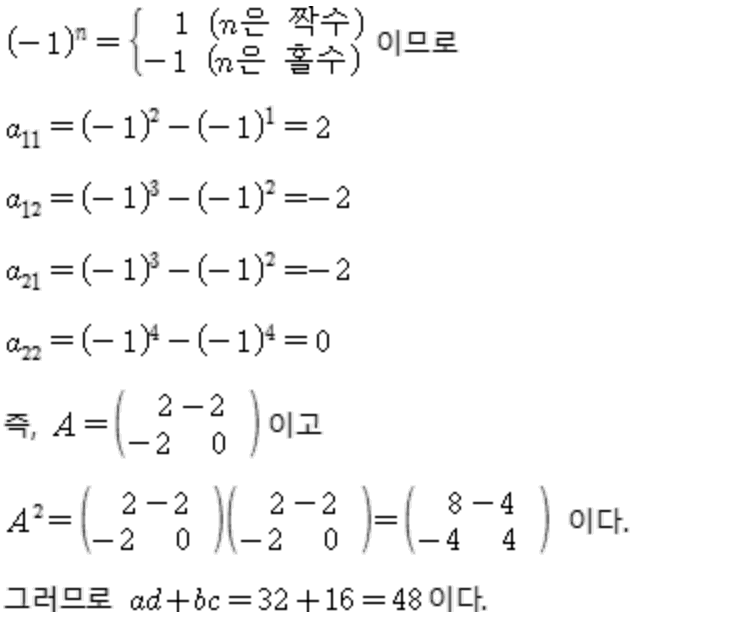 (-1)ⁿ = { 1 (n은 짝수) -1 (n은 홀수) 이므로
a₁₁ = (-1)² - (-1)¹ = 2
a₁₂ = (-1)³ - (-1)² = -2
a₂₁ = (-1)³ - (-1)² = -2
a₂₂ = (-1)⁴ - (-1)⁴ = 0
즉, A = ( 2 -2 -2 0 ) 이고
A² = ( 2 -2 -2 0 )( 2 -2 -2 0 ) = ( 8 -4 -4 4 ) 이다.
그러므로 ad + bc = 32 + 16 = 48 이다.